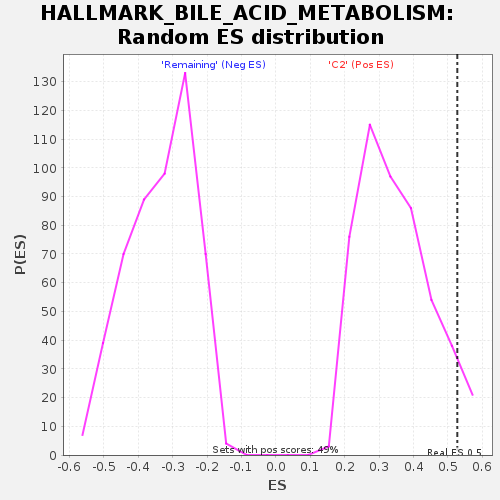 HALLMARK_BILE_ACID_METABOLISM:
Random ES distribution
'Remaining' (Neg ES) 'C2' (Pos ES)
130
120
110
100
90
80
70
60
50
40
30
20
10
0
P(ES)
Sets with pos scores: 49%
Real ES 0.5
-0.6 -0.5 -0.4 -0.3 -0.2 -0.1 0.0 0.1 0.2 0.3 0.4 0.5 0.6
ES